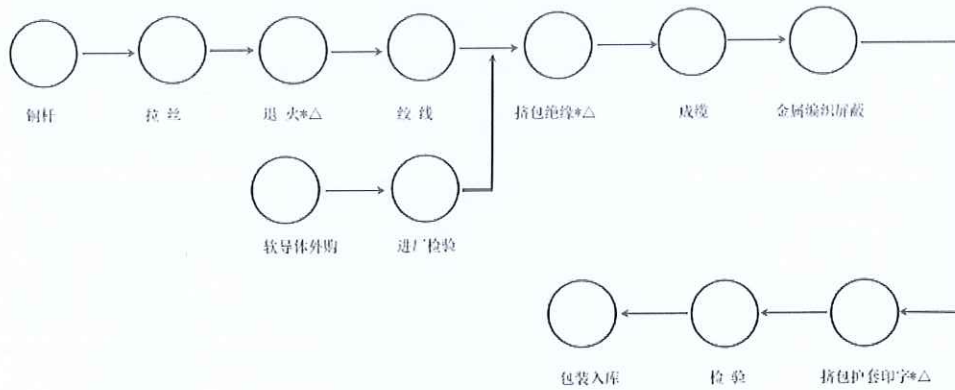 铜杆 拉 丝 退 火*△ 绞 线 挤包绝缘*△ 成缆 金属编织屏蔽
软导体外购 进厂检验
包装入库 检 验 挤包护套印字*△